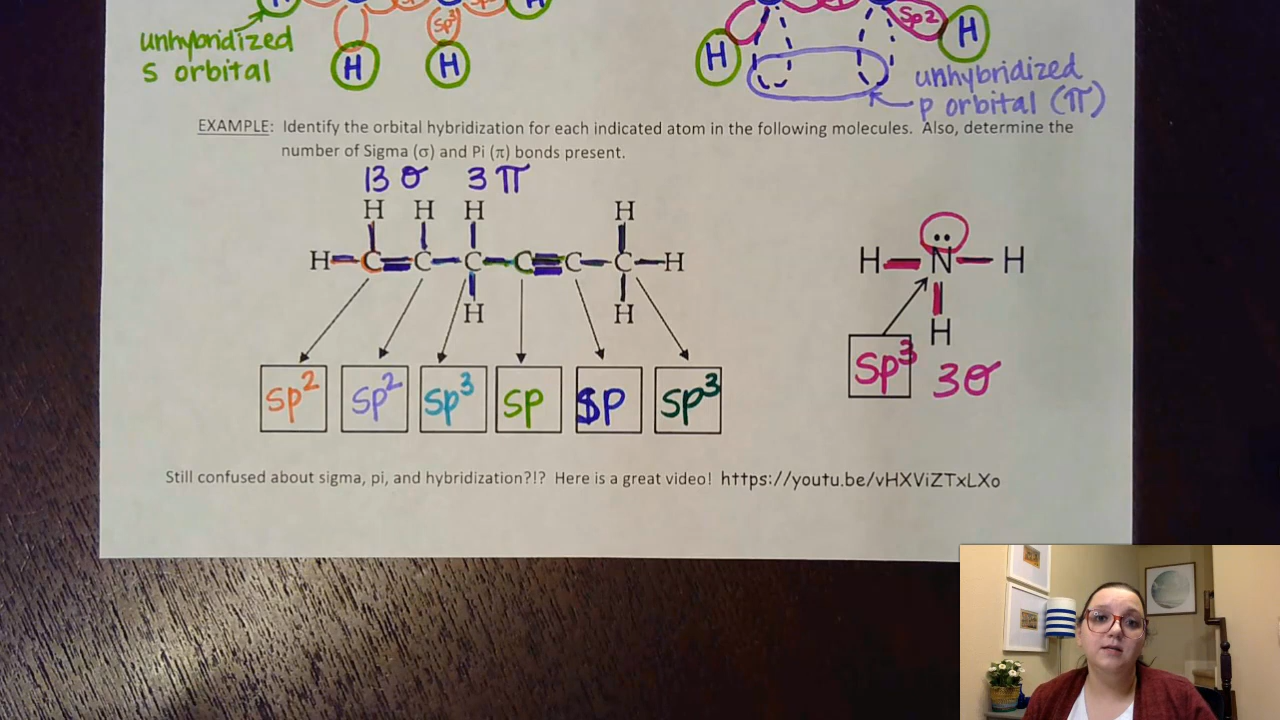 unhybridized
s orbital
H
H
Sp³
H
Sp2
H
unhybridized
p orbital (π)
EXAMPLE: Identify the orbital hybridization for each indicated atom in the following molecules. Also, determine the
number of Sigma (σ) and Pi (π) bonds present.
13 σ 3 π
H H H H
H C C C C C C H
H H
sp² sp² sp³ sp $p sp³
H N H
H
Sp³ 3σ
Still confused about sigma, pi, and hybridization?!? Here is a great video! https://youtu.be/vHXViZTxLXo